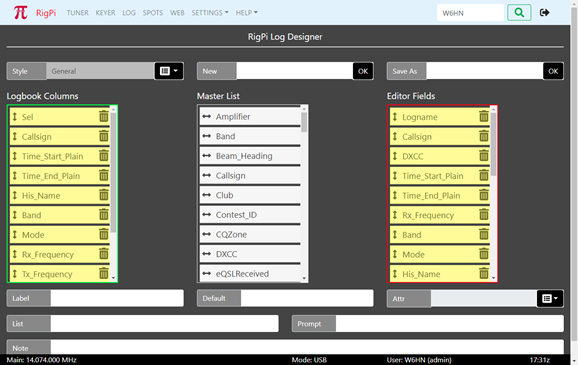 RigPi TUNER KEYER LOG SPOTS WEB SETTINGS HELP W6HN
RigPi Log Designer
Style General New OK Save As OK
Logbook Columns
Sel
Callsign
Time_Start_Plain
Time_End_Plain
His_Name
Band
Mode
Rx_Frequency
Tx_Frequency
Master List
Amplifier
Band
Beam_Heading
Callsign
Club
Contest_ID
CQZone
DXCC
eQSLReceived
Editor Fields
Logname
Callsign
DXCC
Time_Start_Plain
Time_End_Plain
Rx_Frequency
Band
Mode
His_Name
Label Default Attr
List Prompt
Note
Main: 14.074.000 MHz Mode: USB User: W6HN (admin) 17:31z